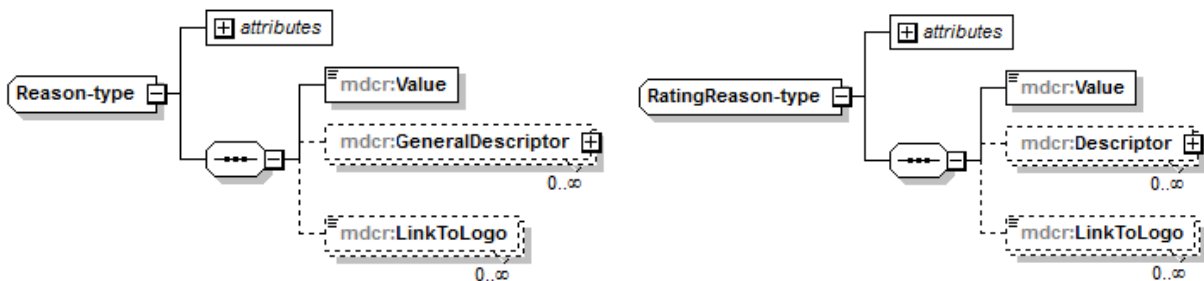 attributes
Reason-type
mdcr:Value
mdcr:GeneralDescriptor
0..∞
mdcr:LinkToLogo
0..∞
attributes
RatingReason-type
mdcr:Value
mdcr:Descriptor
0..∞
mdcr:LinkToLogo
0..∞